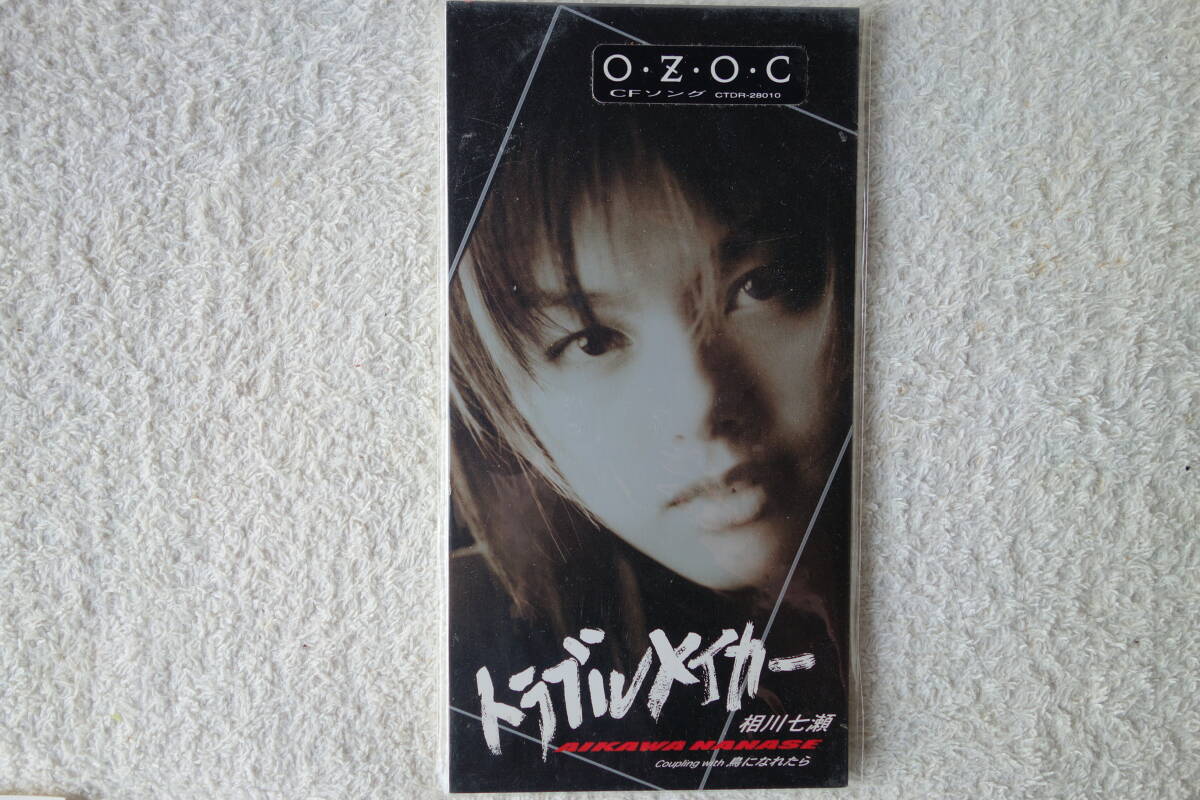 O・Z・O・C
CFソング CTDR-28010
トラブルメイカー
相川七瀬
AIKAWA NANASE
Coupling with 鳥になれたら